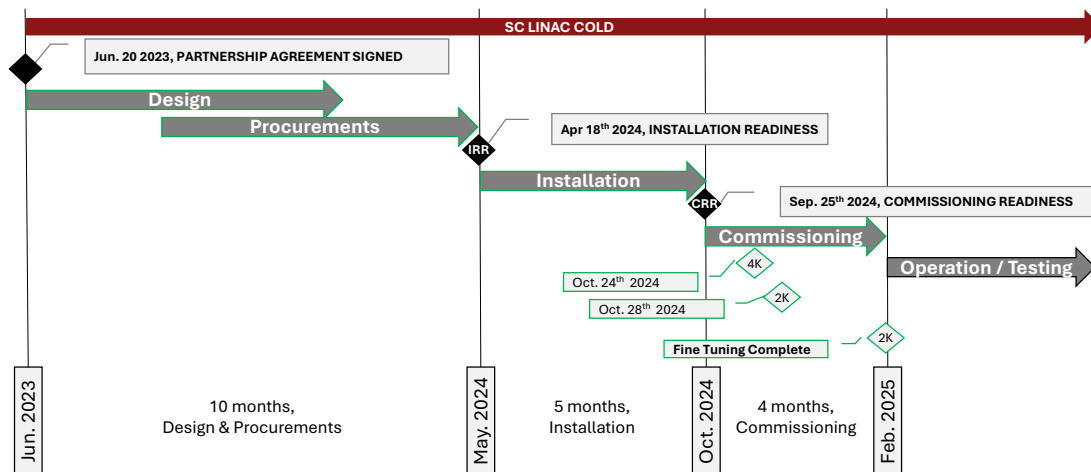 SC LINAC COLD
Jun. 20 2023, PARTNERSHIP AGREEMENT SIGNED
Design
Procurements
IRR
Apr 18th 2024, INSTALLATION READINESS
Installation
CRR
Sep. 25th 2024, COMMISSIONING READINESS
Commissioning
Operation / Testing
4K
Oct. 24th 2024
2K
Oct. 28th 2024
2K
Fine Tuning Complete
Jun. 2023
10 months,
Design & Procurements
May. 2024
5 months,
Installation
Oct. 2024
4 months,
Commissioning
Feb. 2025